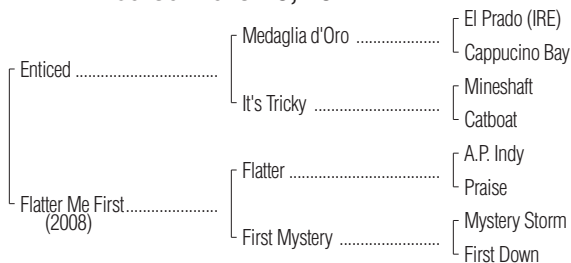 El Prado (IRE)
Medaglia d'Oro ....................
Cappucino Bay
Enticed ..................................
Mineshaft
It's Tricky ..............................
Catboat
A.P. Indy
Flatter ....................................
Praise
Flatter Me First......................
(2008)
Mystery Storm
First Mystery ........................
First Down